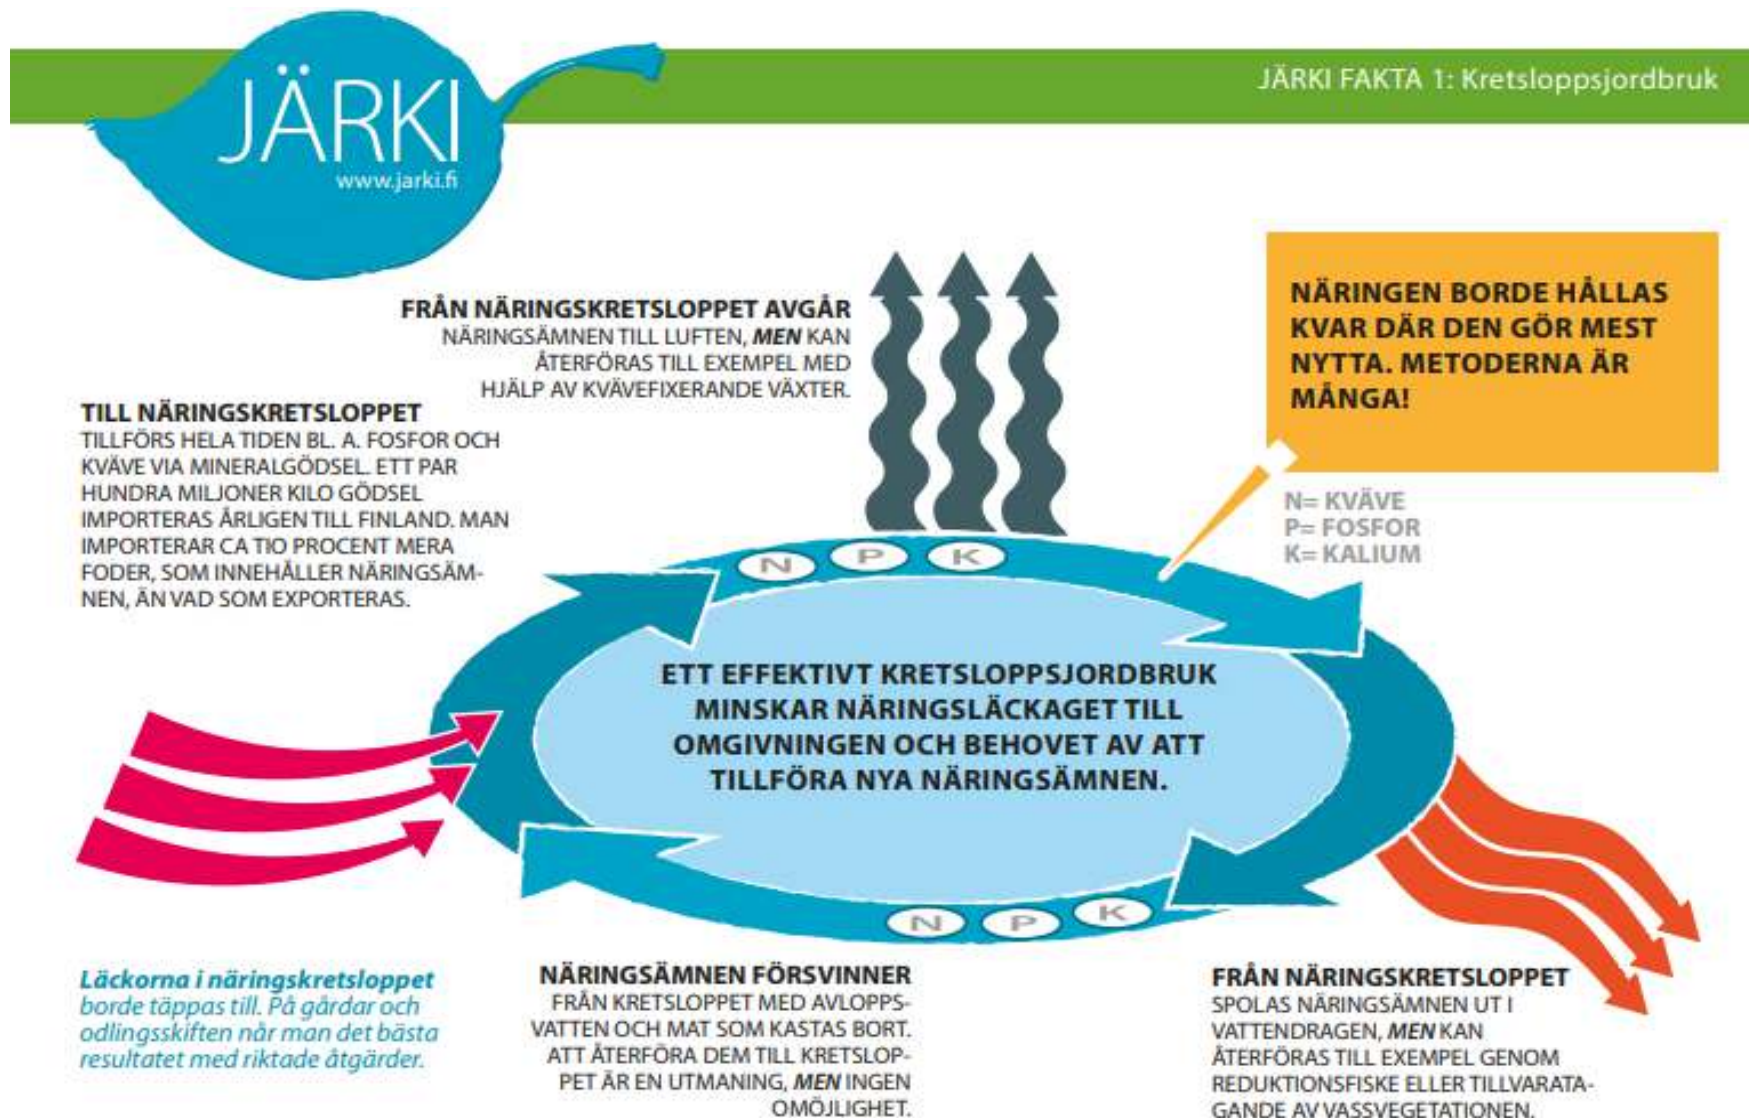 JÄRKI FAKTA 1: Kretsloppsjordbruk
JÄRKI
www.jarki.fi
FRÅN NÄRINGSKRETSLOPPET AVGÅR
NÄRINGSÄMNEN TILL LUFTEN, MEN KAN
ÅTERFÖRAS TILL EXEMPEL MED
HJÄLP AV KVÄVEFIXERANDE VÄXTER.
NÄRINGEN BORDE HÅLLAS
KVAR DÄR DEN GÖR MEST
NYTTA. METODERNA ÄR
MÅNGA!
TILL NÄRINGSKRETSLOPPET
TILLFÖRS HELA TIDEN BL. A. FOSFOR OCH
KVÄVE VIA MINERALGÖDSEL. ETT PAR
HUNDRA MILJONER KILO GÖDSEL
IMPORTERAS ÅRLIGEN TILL FINLAND. MAN
IMPORTERAR CA TIO PROCENT MERA
FODER, SOM INNEHÅLLER NÄRINGSÄM-
NEN, ÄN VAD SOM EXPORTERAS.
N= KVÄVE
P= FOSFOR
K= KALIUM
N P K
ETT EFFEKTIVT KRETSLOPPSJORDBRUK
MINSKAR NÄRINGSLÄCKAGET TILL
OMGIVNINGEN OCH BEHOVET AV ATT
TILLFÖRA NYA NÄRINGSÄMNEN.
N P K
Läckorna i näringskretsloppet
borde täppas till. På gårdar och
odlingsskiften når man det bästa
resultatet med riktade åtgärder.
NÄRINGSÄMNEN FÖRSVINNER
FRÅN KRETSLOPPET MED AVLOPPS-
VATTEN OCH MAT SOM KASTAS BORT.
ATT ÅTERFÖRA DEM TILL KRETSLOP-
PET ÄR EN UTMANING, MEN INGEN
OMÖJLIGHET.
FRÅN NÄRINGSKRETSLOPPET
SPOLAS NÄRINGSÄMNEN UT I
VATTENDRAGEN, MEN KAN
ÅTERFÖRAS TILL EXEMPEL GENOM
REDUKTIONSFISKE ELLER TILLVARATA-
GANDE AV VASSVEGETATIONEN.